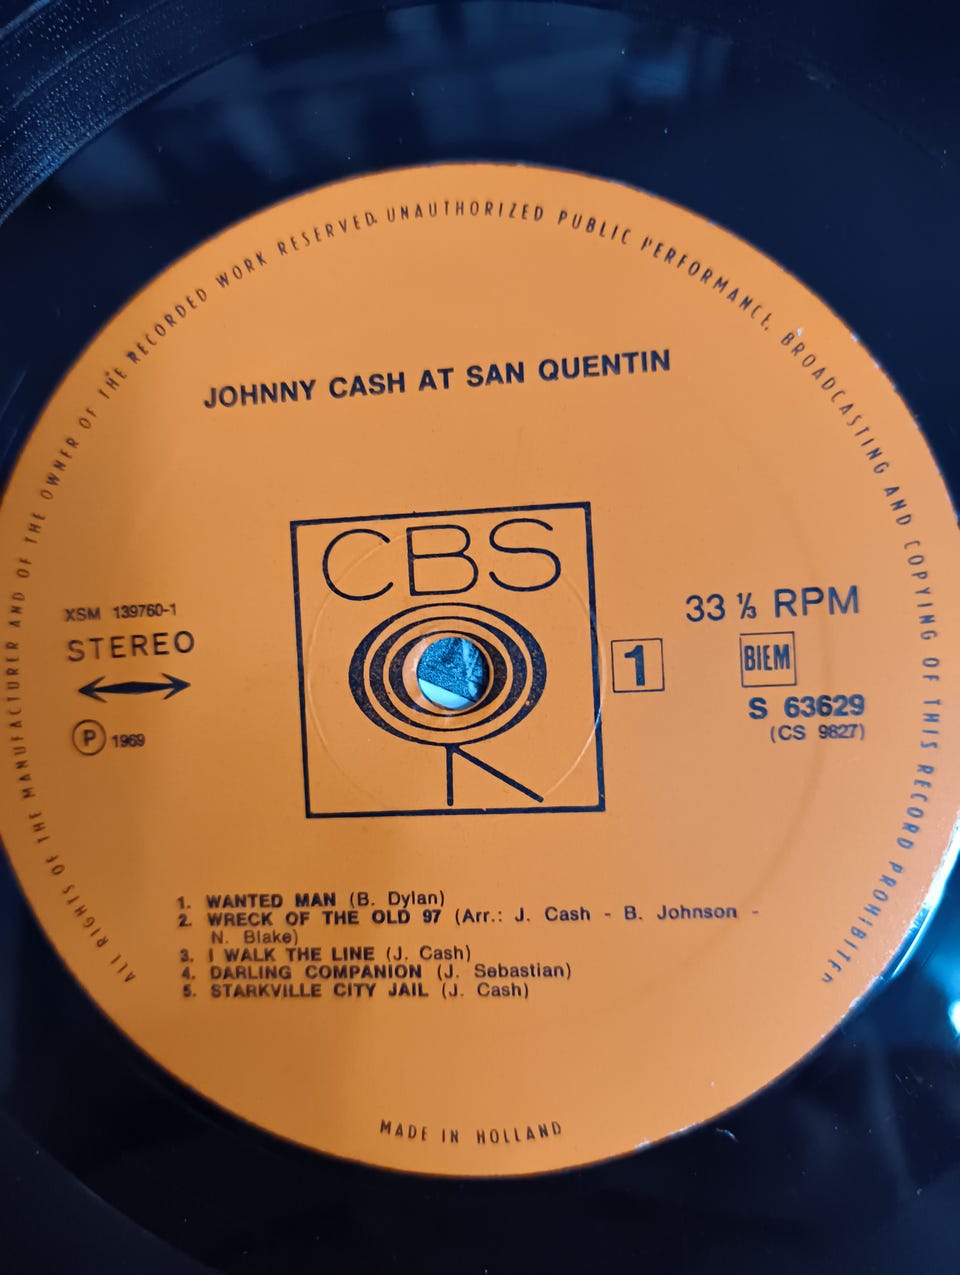 ALL RIGHTS OF THE MANUFACTURER AND OF THE OWNER OF THE RECORDED WORK RESERVED. UNAUTHORIZED PUBLIC PERFORMANCE, BROADCASTING AND COPYING OF THIS RECORD PROHIBITED
JOHNNY CASH AT SAN QUENTIN
CBS
XSM 139760-1
STEREO
Ⓟ 1969
1
33 ⅓ RPM
BIEM
S 63629
(CS 9827)
1. WANTED MAN (B. Dylan)
2. WRECK OF THE OLD 97 (Arr.: J. Cash - B. Johnson -
N. Blake)
3. I WALK THE LINE (J. Cash)
4. DARLING COMPANION (J. Sebastian)
5. STARKVILLE CITY JAIL (J. Cash)
MADE IN HOLLAND